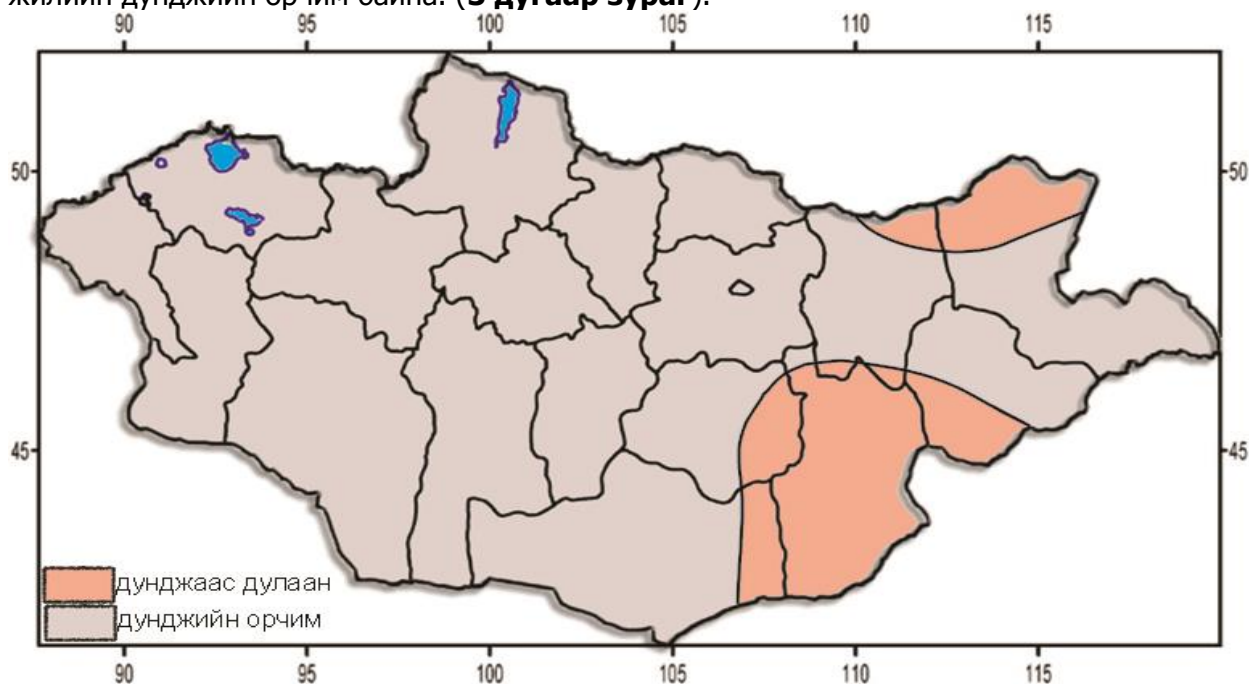 жилийн дунджийн орчим байна. (3 дугаар зураг).
90 95 100 105 110 115
50 50
45 45
дунджаас дулаан
дунджийн орчим
90 95 100 105 110 115